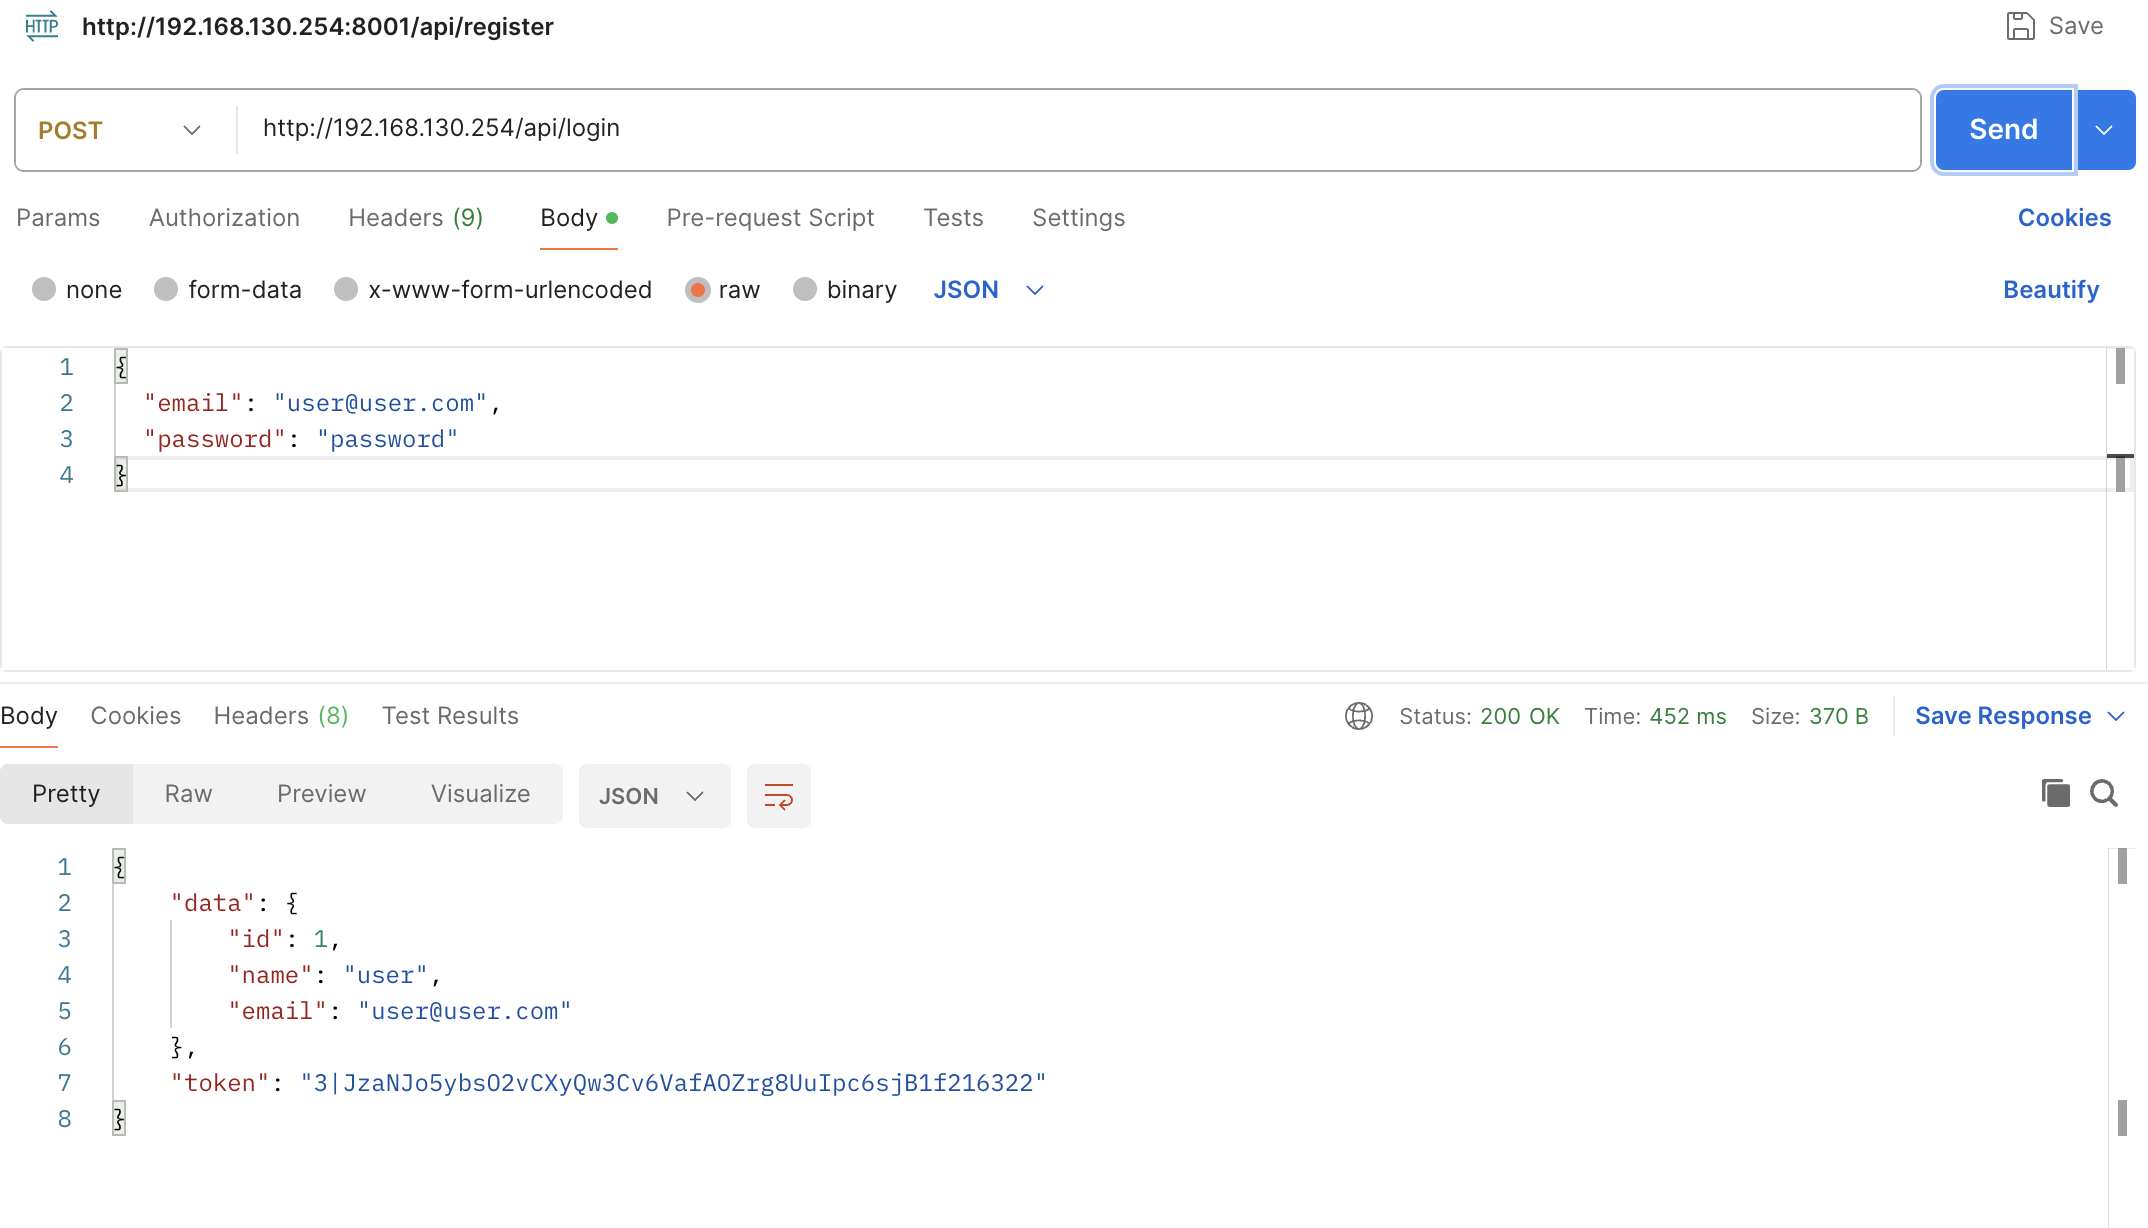 HTTP http://192.168.130.254:8001/api/register Save
POST http://192.168.130.254/api/login Send
Params Authorization Headers (9) Body Pre-request Script Tests Settings Cookies
none form-data x-www-form-urlencoded raw binary JSON Beautify
1 {
2 "email": "user@user.com",
3 "password": "password"
4 }
Body Cookies Headers (8) Test Results Status: 200 OK Time: 452 ms Size: 370 B Save Response
Pretty Raw Preview Visualize JSON
1 {
2 "data": {
3 "id": 1,
4 "name": "user",
5 "email": "user@user.com"
6 },
7 "token": "3|JzaNJo5ybsO2vCXyQw3Cv6VafAOZrg8UuIpc6sjB1f216322"
8 }